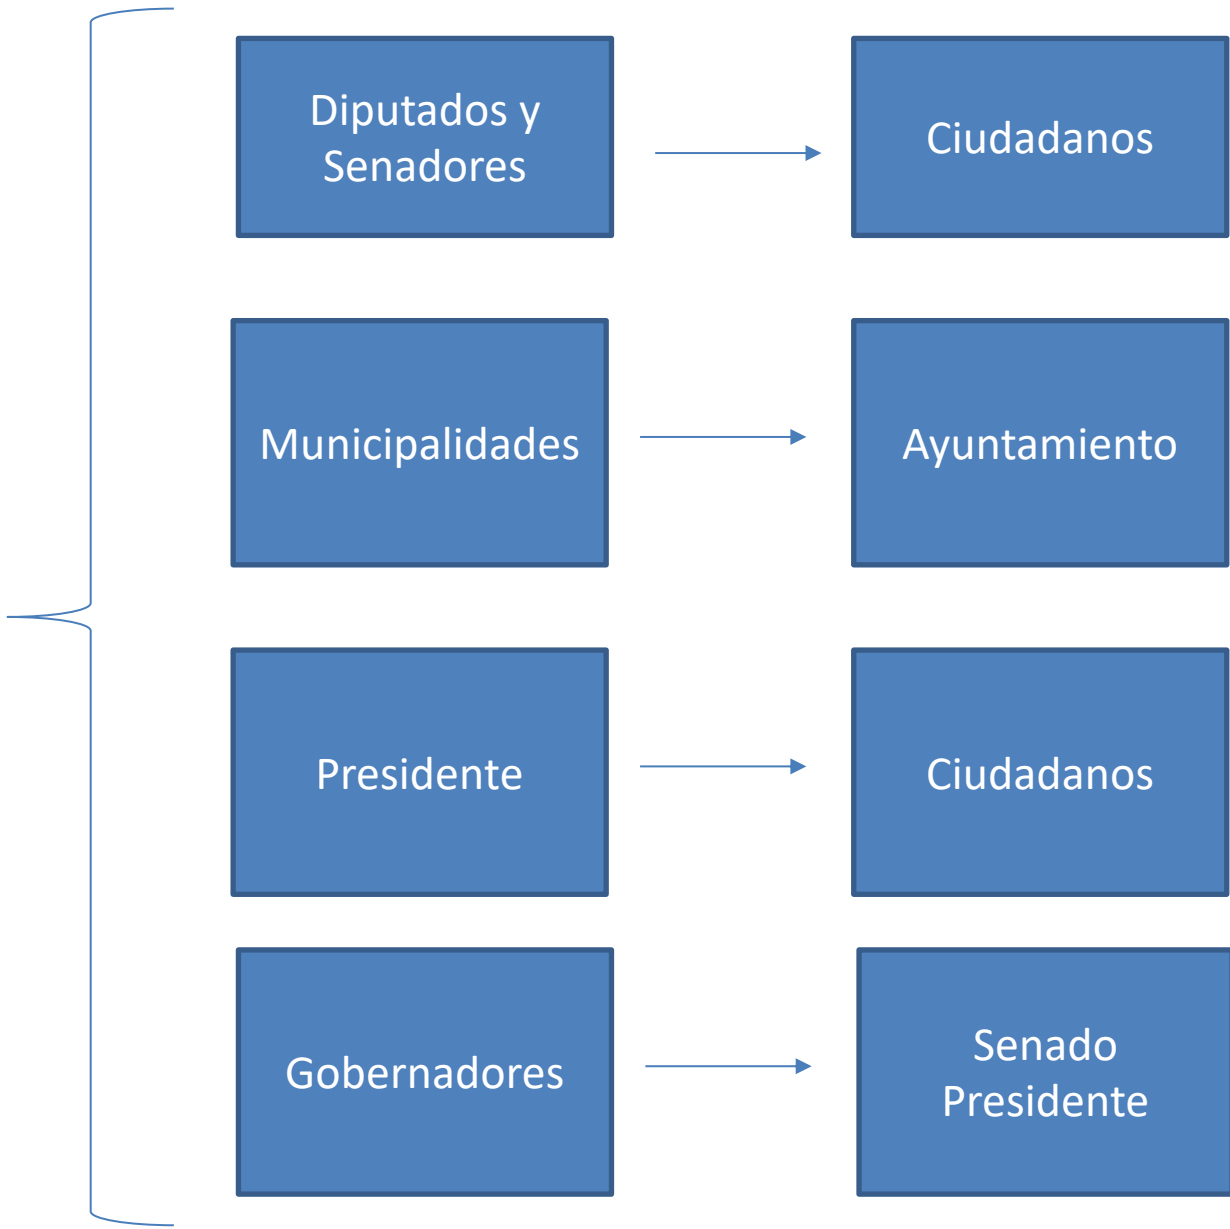 Diputados y
Senadores
Ciudadanos
Municipalidades
Ayuntamiento
Presidente
Ciudadanos
Gobernadores
Senado
Presidente